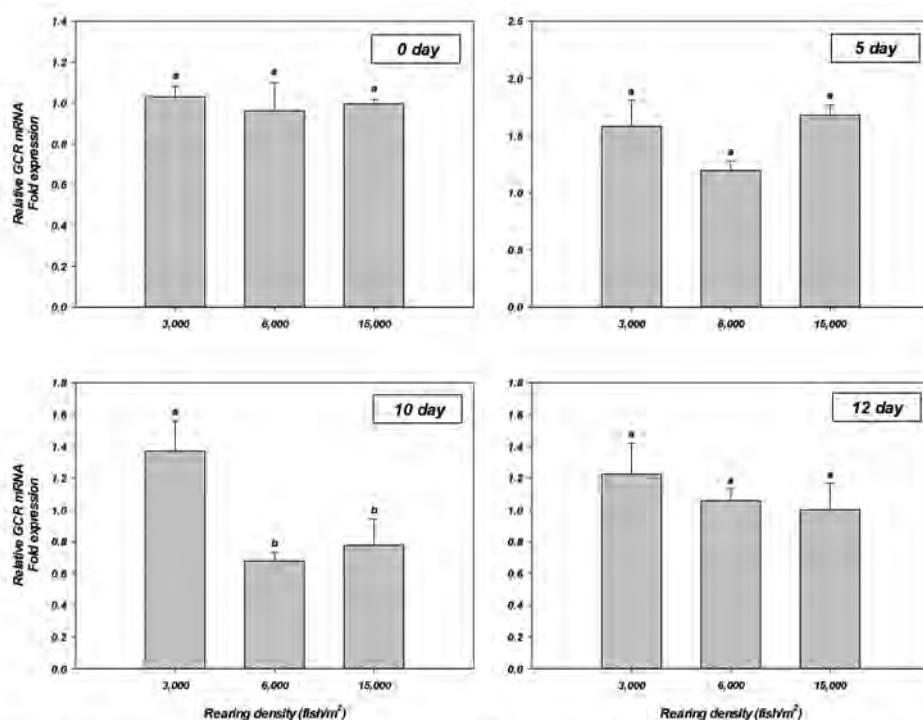 1.4
1.2
1.0
0.8
0.6
0.4
0.2
0.0
Relative GCR mRNA
Fold expression
0 day
a
a
a
3,000 6,000 15,000
2.5
2.0
1.5
1.0
0.5
0.0
5 day
a
a
a
3,000 6,000 15,000
1.8
1.6
1.4
1.2
1.0
0.8
0.6
0.4
0.2
0.0
Relative GCR mRNA
Fold expression
10 day
a
b
b
3,000 6,000 15,000
Rearing density (fish/m²)
1.8
1.6
1.4
1.2
1.0
0.8
0.6
0.4
0.2
0.0
12 day
a
a
a
3,000 6,000 15,000
Rearing density (fish/m²)